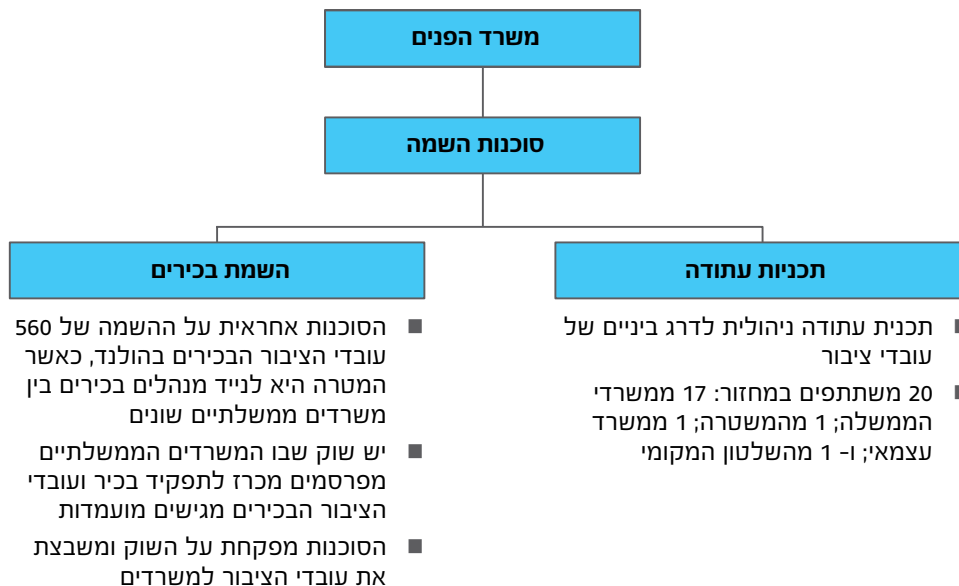 משרד הפנים
סוכנות השמה
תכניות עתודה
■ תכנית עתודה ניהולית לדרג ביניים של
עובדי ציבור
■ 20 משתתפים במחזור: 17 ממשרדי
הממשלה; 1 מהמשטרה; 1 ממשרד
עצמאי; ו- 1 מהשלטון המקומי
השמת בכירים
■ הסוכנות אחראית על ההשמה של 560
עובדי הציבור הבכירים בהולנד, כאשר
המטרה היא לנייד מנהלים בכירים בין
משרדים ממשלתיים שונים
■ יש שוק שבו המשרדים הממשלתיים
מפרסמים מכרז לתפקיד בכיר ועובדי
הציבור הבכירים מגישים מועמדות
■ הסוכנות מפקחת על השוק ומשבצת
את עובדי הציבור למשרדים